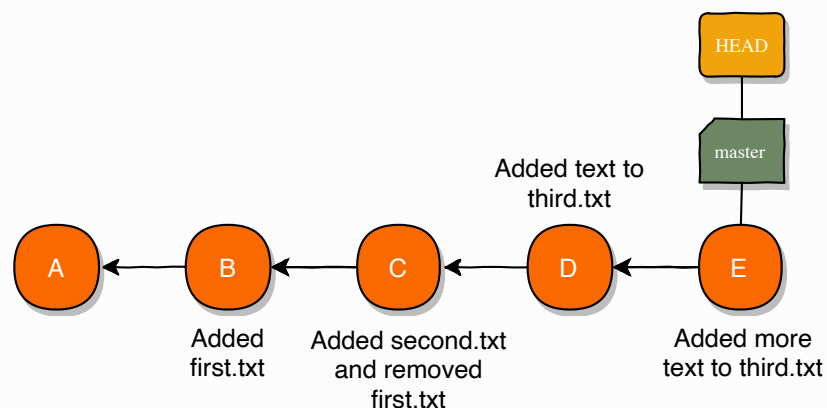 HEAD
master
Added text to
third.txt
A
B
C
D
E
Added
first.txt
Added second.txt
and removed
first.txt
Added more
text to third.txt